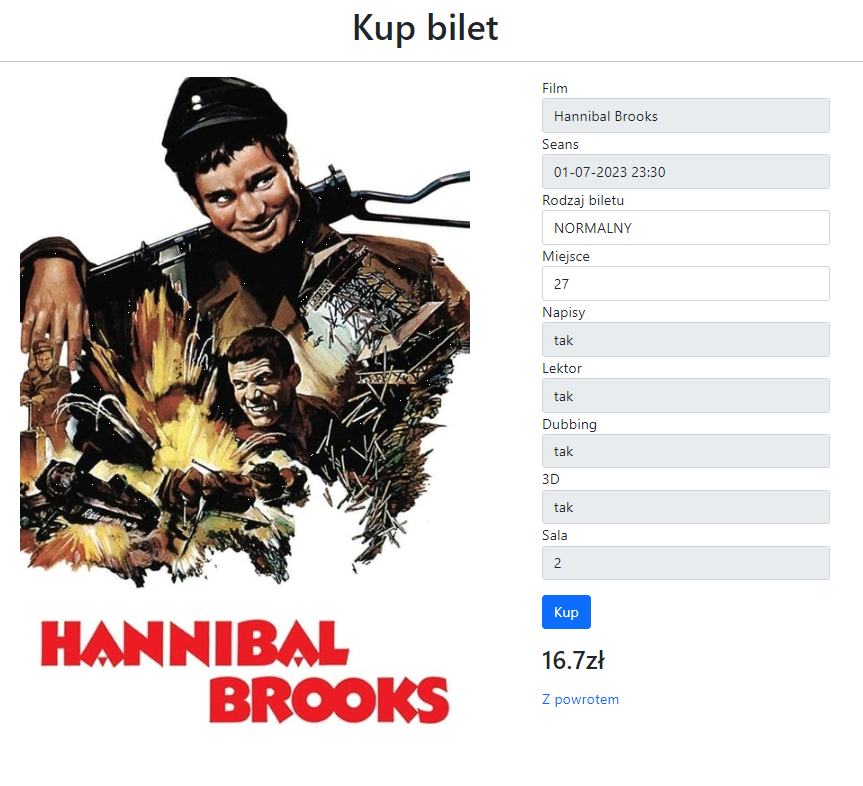 Kup bilet
Film
Hannibal Brooks
Seans
01-07-2023 23:30
Rodzaj biletu
NORMALNY
Miejsce
27
Napisy
tak
Lektor
tak
Dubbing
tak
3D
tak
Sala
2
Kup
16.7zł
Z powrotem
HANNIBAL
BROOKS